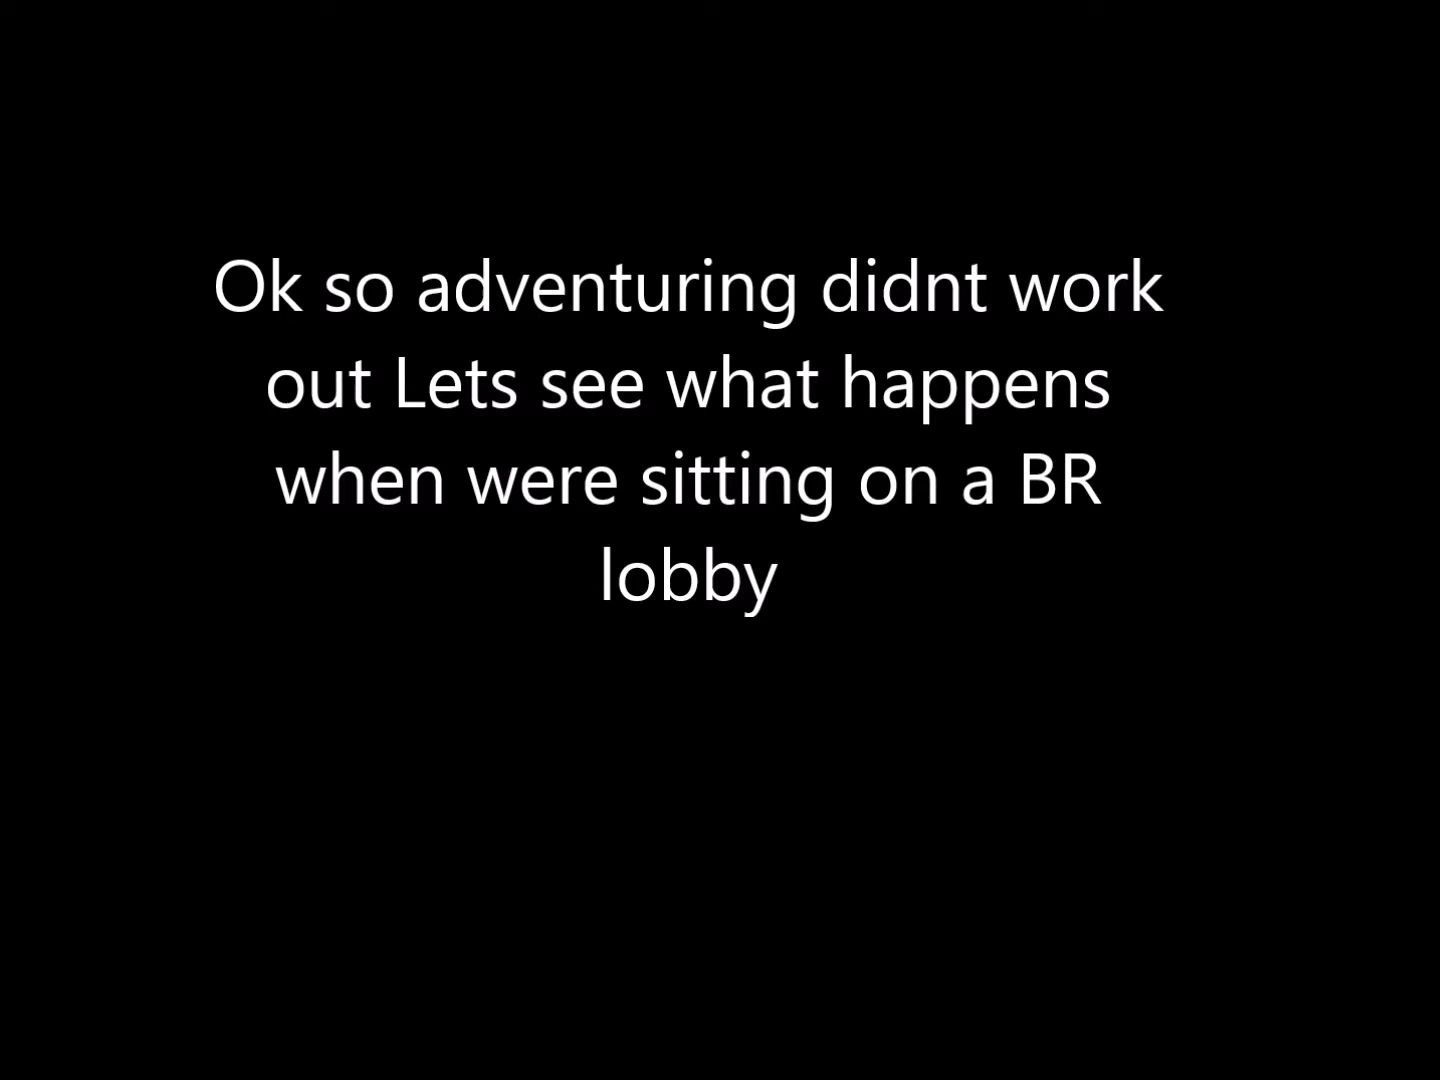 Ok so adventuring didnt work
out Lets see what happens
when were sitting on a BR
lobby